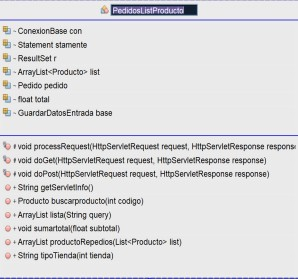 PedidosListProducto
- ConexionBase con
- Statement stamente
- ResultSet r
- ArrayList<Producto> list
- Pedido pedido
- float total
- GuardarDatosEntrada base
# void processRequest(HttpServletRequest request, HttpServletResponse response
# void doGet(HttpServletRequest request, HttpServletResponse response)
# void doPost(HttpServletRequest request, HttpServletResponse response)
+ String getServletInfo()
+ Producto buscarproducto(int codigo)
+ ArrayList lista(String query)
+ void sumartotal(float subtotal)
+ ArrayList productoRepedios(List<Producto> list)
+ String tipoTienda(int tienda)